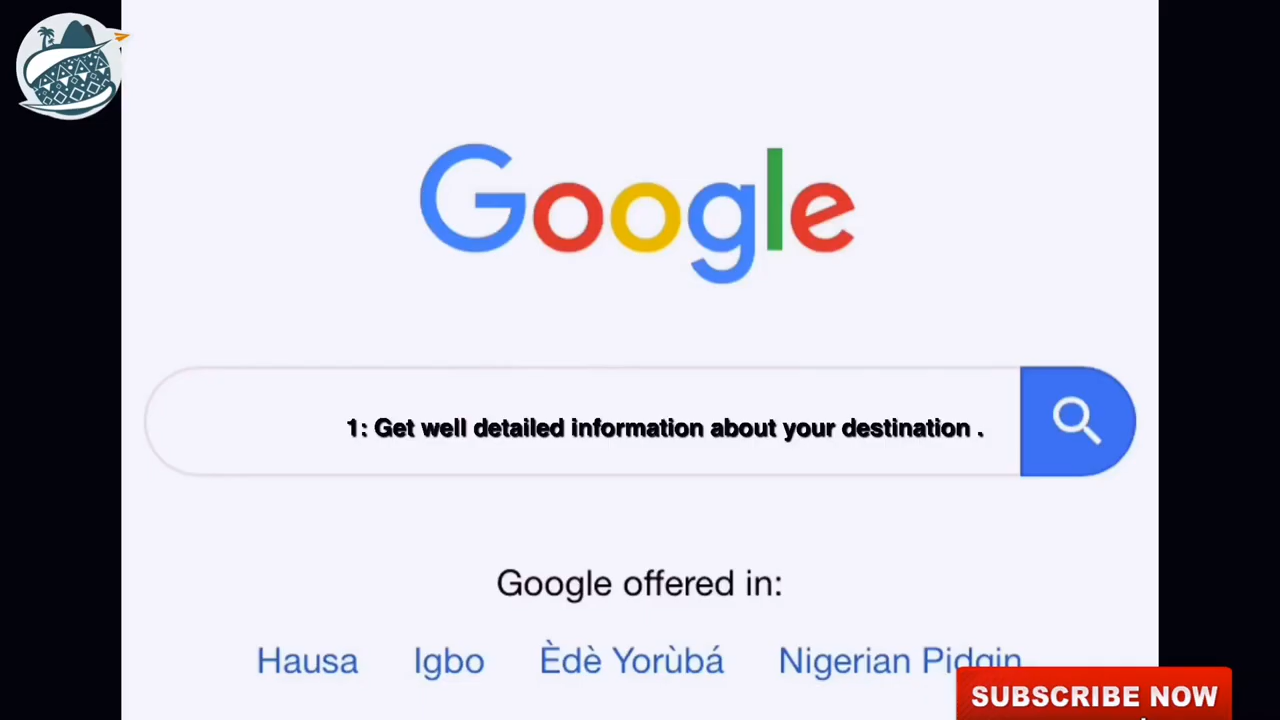 Google
1: Get well detailed information about your destination .
Google offered in:
Hausa Igbo Èdè Yorùbá Nigerian Pidgin
SUBSCRIBE NOW